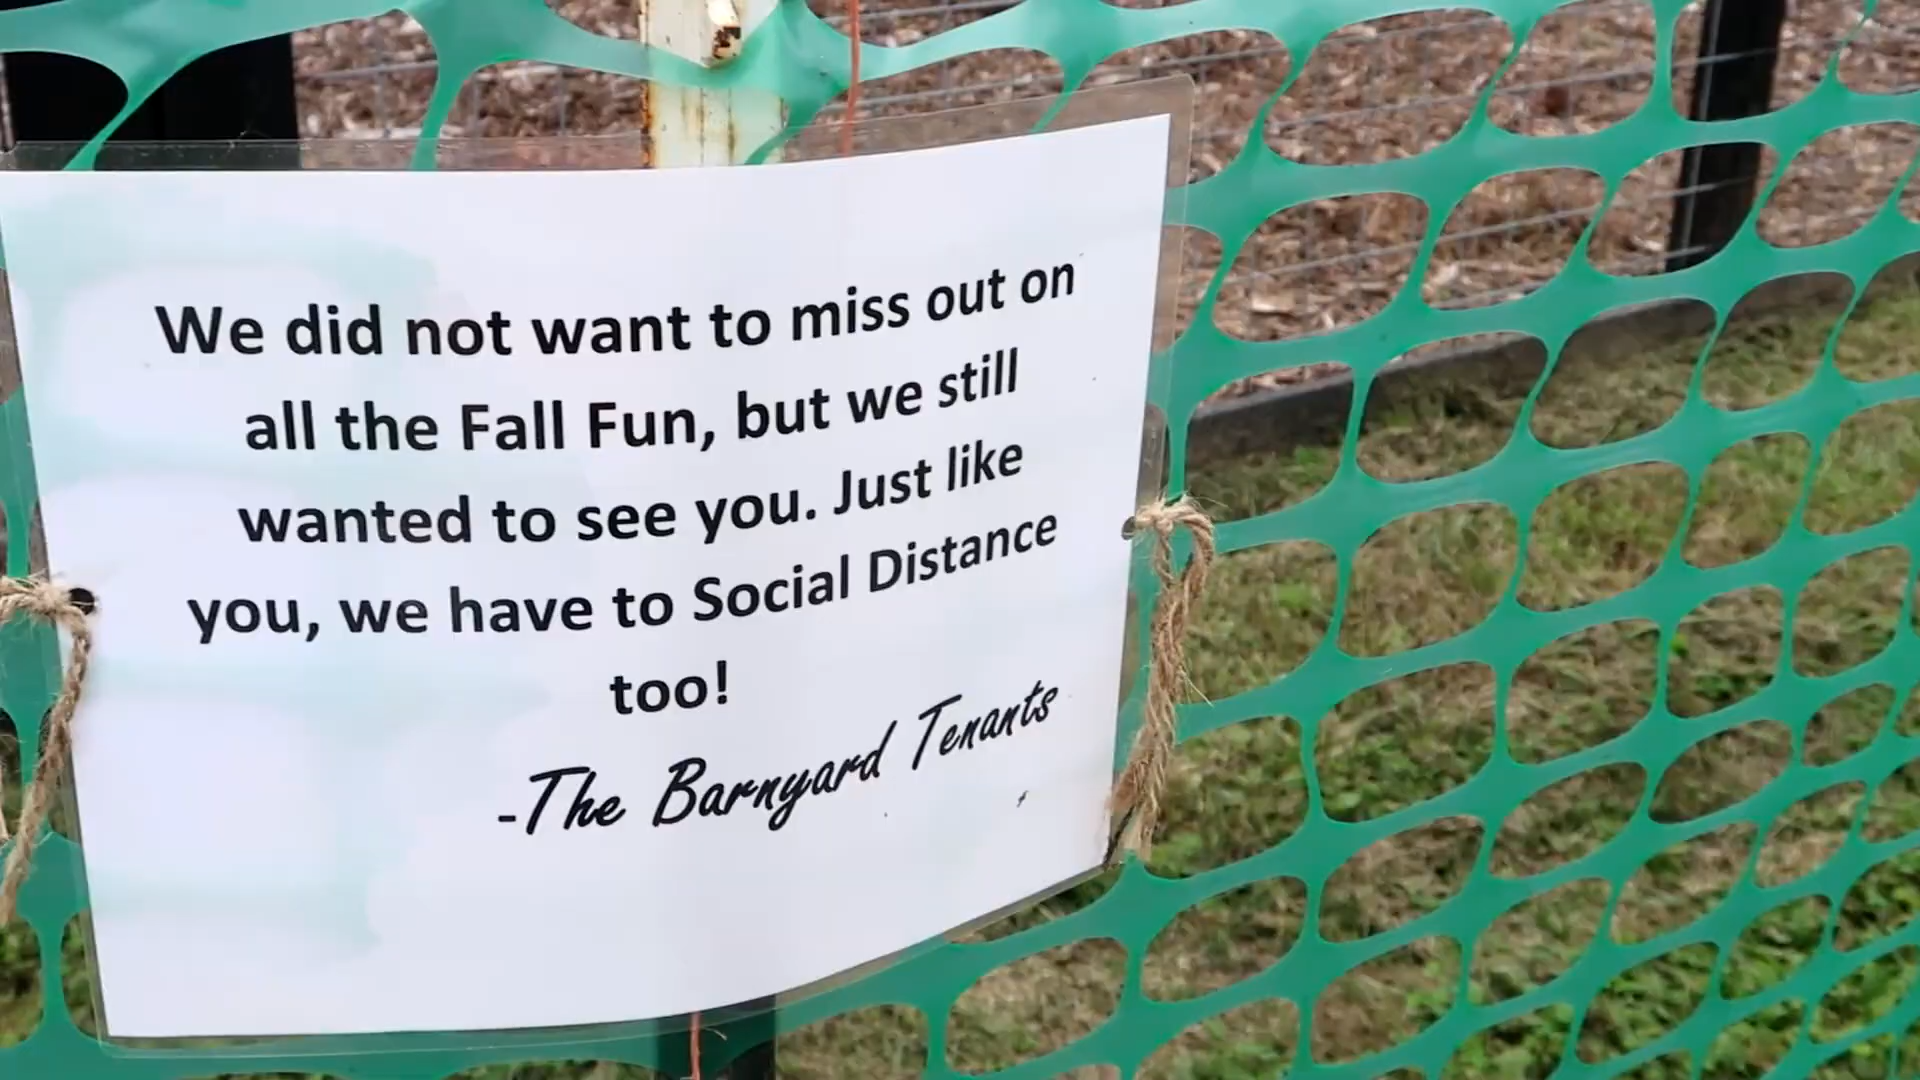 We did not want to miss out on
all the Fall Fun, but we still
wanted to see you. Just like
you, we have to Social Distance
too!
-The Barnyard Tenants